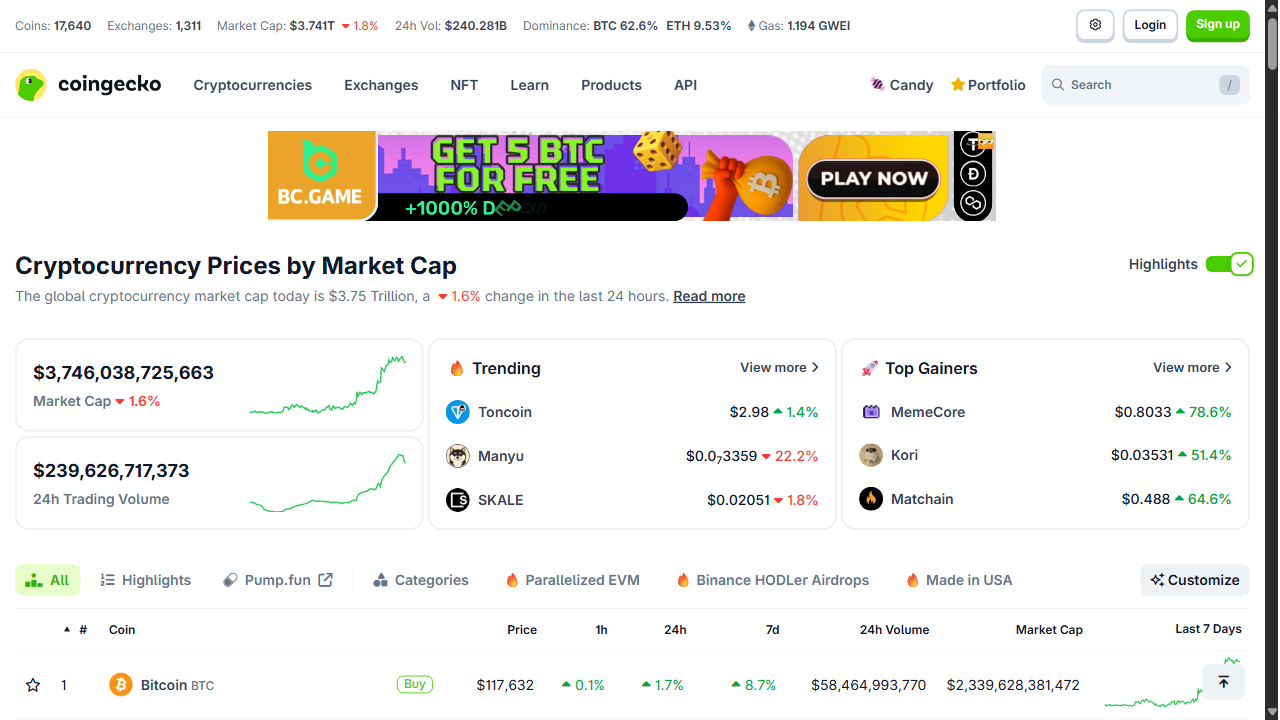 Coins: 17,640 Exchanges: 1,311 Market Cap: $3.741T 1.8% 24h Vol: $240.281B Dominance: BTC 62.6% ETH 9.53% Gas: 1.194 GWEI Login Sign up
coingecko Cryptocurrencies Exchanges NFT Learn Products API Candy Portfolio Search /
BC.GAME
GET 5 BTC
FOR FREE
+1000% D
PLAY NOW
Cryptocurrency Prices by Market Cap
Highlights
The global cryptocurrency market cap today is $3.75 Trillion, a 1.6% change in the last 24 hours. Read more
$3,746,038,725,663
Market Cap 1.6%
$239,626,717,373
24h Trading Volume
Trending View more
Toncoin $2.98 1.4%
Manyu $0.0₇3359 22.2%
SKALE $0.02051 1.8%
Top Gainers View more
MemeCore $0.8033 78.6%
Kori $0.03531 51.4%
Matchain $0.488 64.6%
All Highlights Pump.fun Categories Parallelized EVM Binance HODLer Airdrops Made in USA Customize
# Coin Price 1h 24h 7d 24h Volume Market Cap Last 7 Days
1 Bitcoin BTC Buy $117,632 0.1% 1.7% 8.7% $58,464,993,770 $2,339,628,381,472